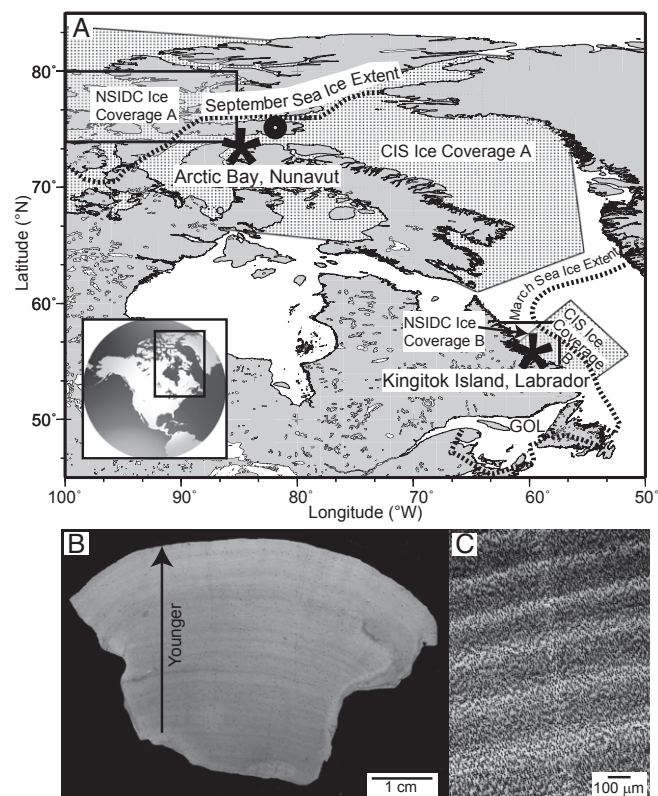 A
80°
70°
60°
50°
Latitude (°N)
NSIDC Ice
Coverage A
September Sea Ice Extent
CIS Ice Coverage A
Arctic Bay, Nunavut
March Sea Ice Extent
NSIDC Ice
Coverage B
CIS Ice
Coverage
B
Kingitok Island, Labrador
GOL
100°
90°
80°
70°
60°
50°
Longitude (°W)
B
Younger
1 cm
C
100 μm